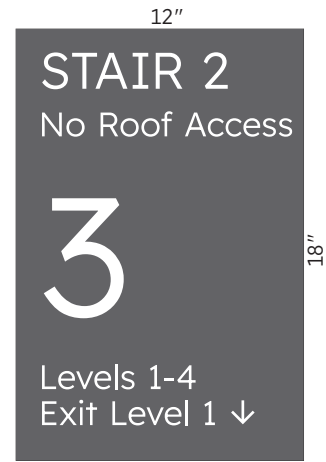 12"
STAIR 2
No Roof Access
3
18"
Levels 1-4
Exit Level 1 ↓